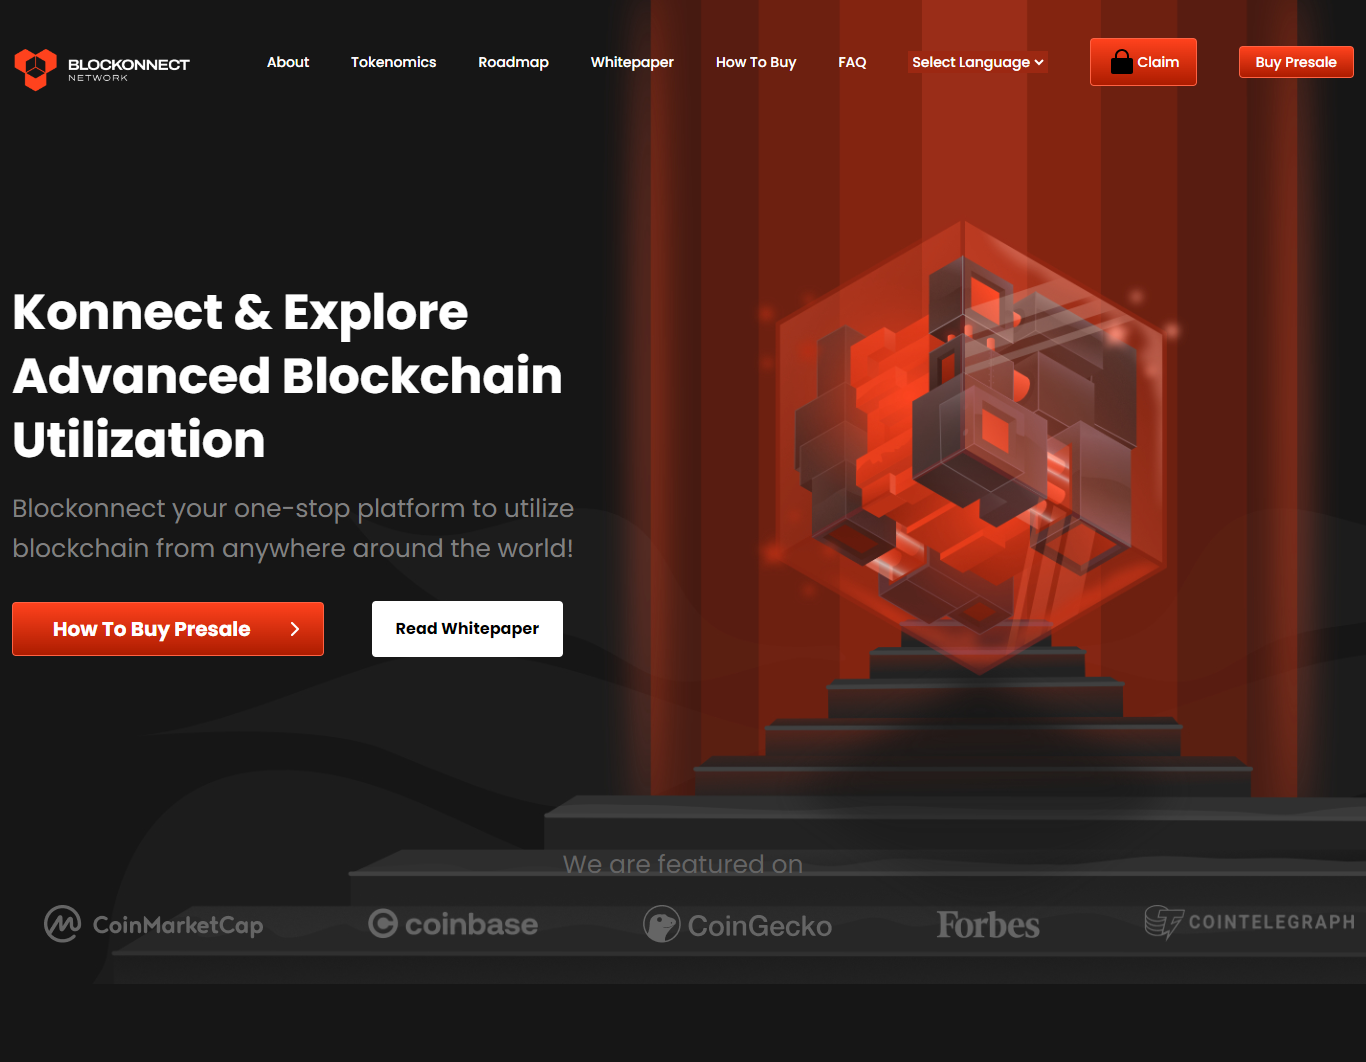 BLOCKONNECT
NETWORK
About
Tokenomics
Roadmap
Whitepaper
How To Buy
FAQ
Select Language
Claim
Buy Presale
Konnect & Explore
Advanced Blockchain
Utilization
Blockonnect your one-stop platform to utilize
blockchain from anywhere around the world!
How To Buy Presale
Read Whitepaper
We are featured on
CoinMarketCap
coinbase
CoinGecko
Forbes
COINTELEGRAPH